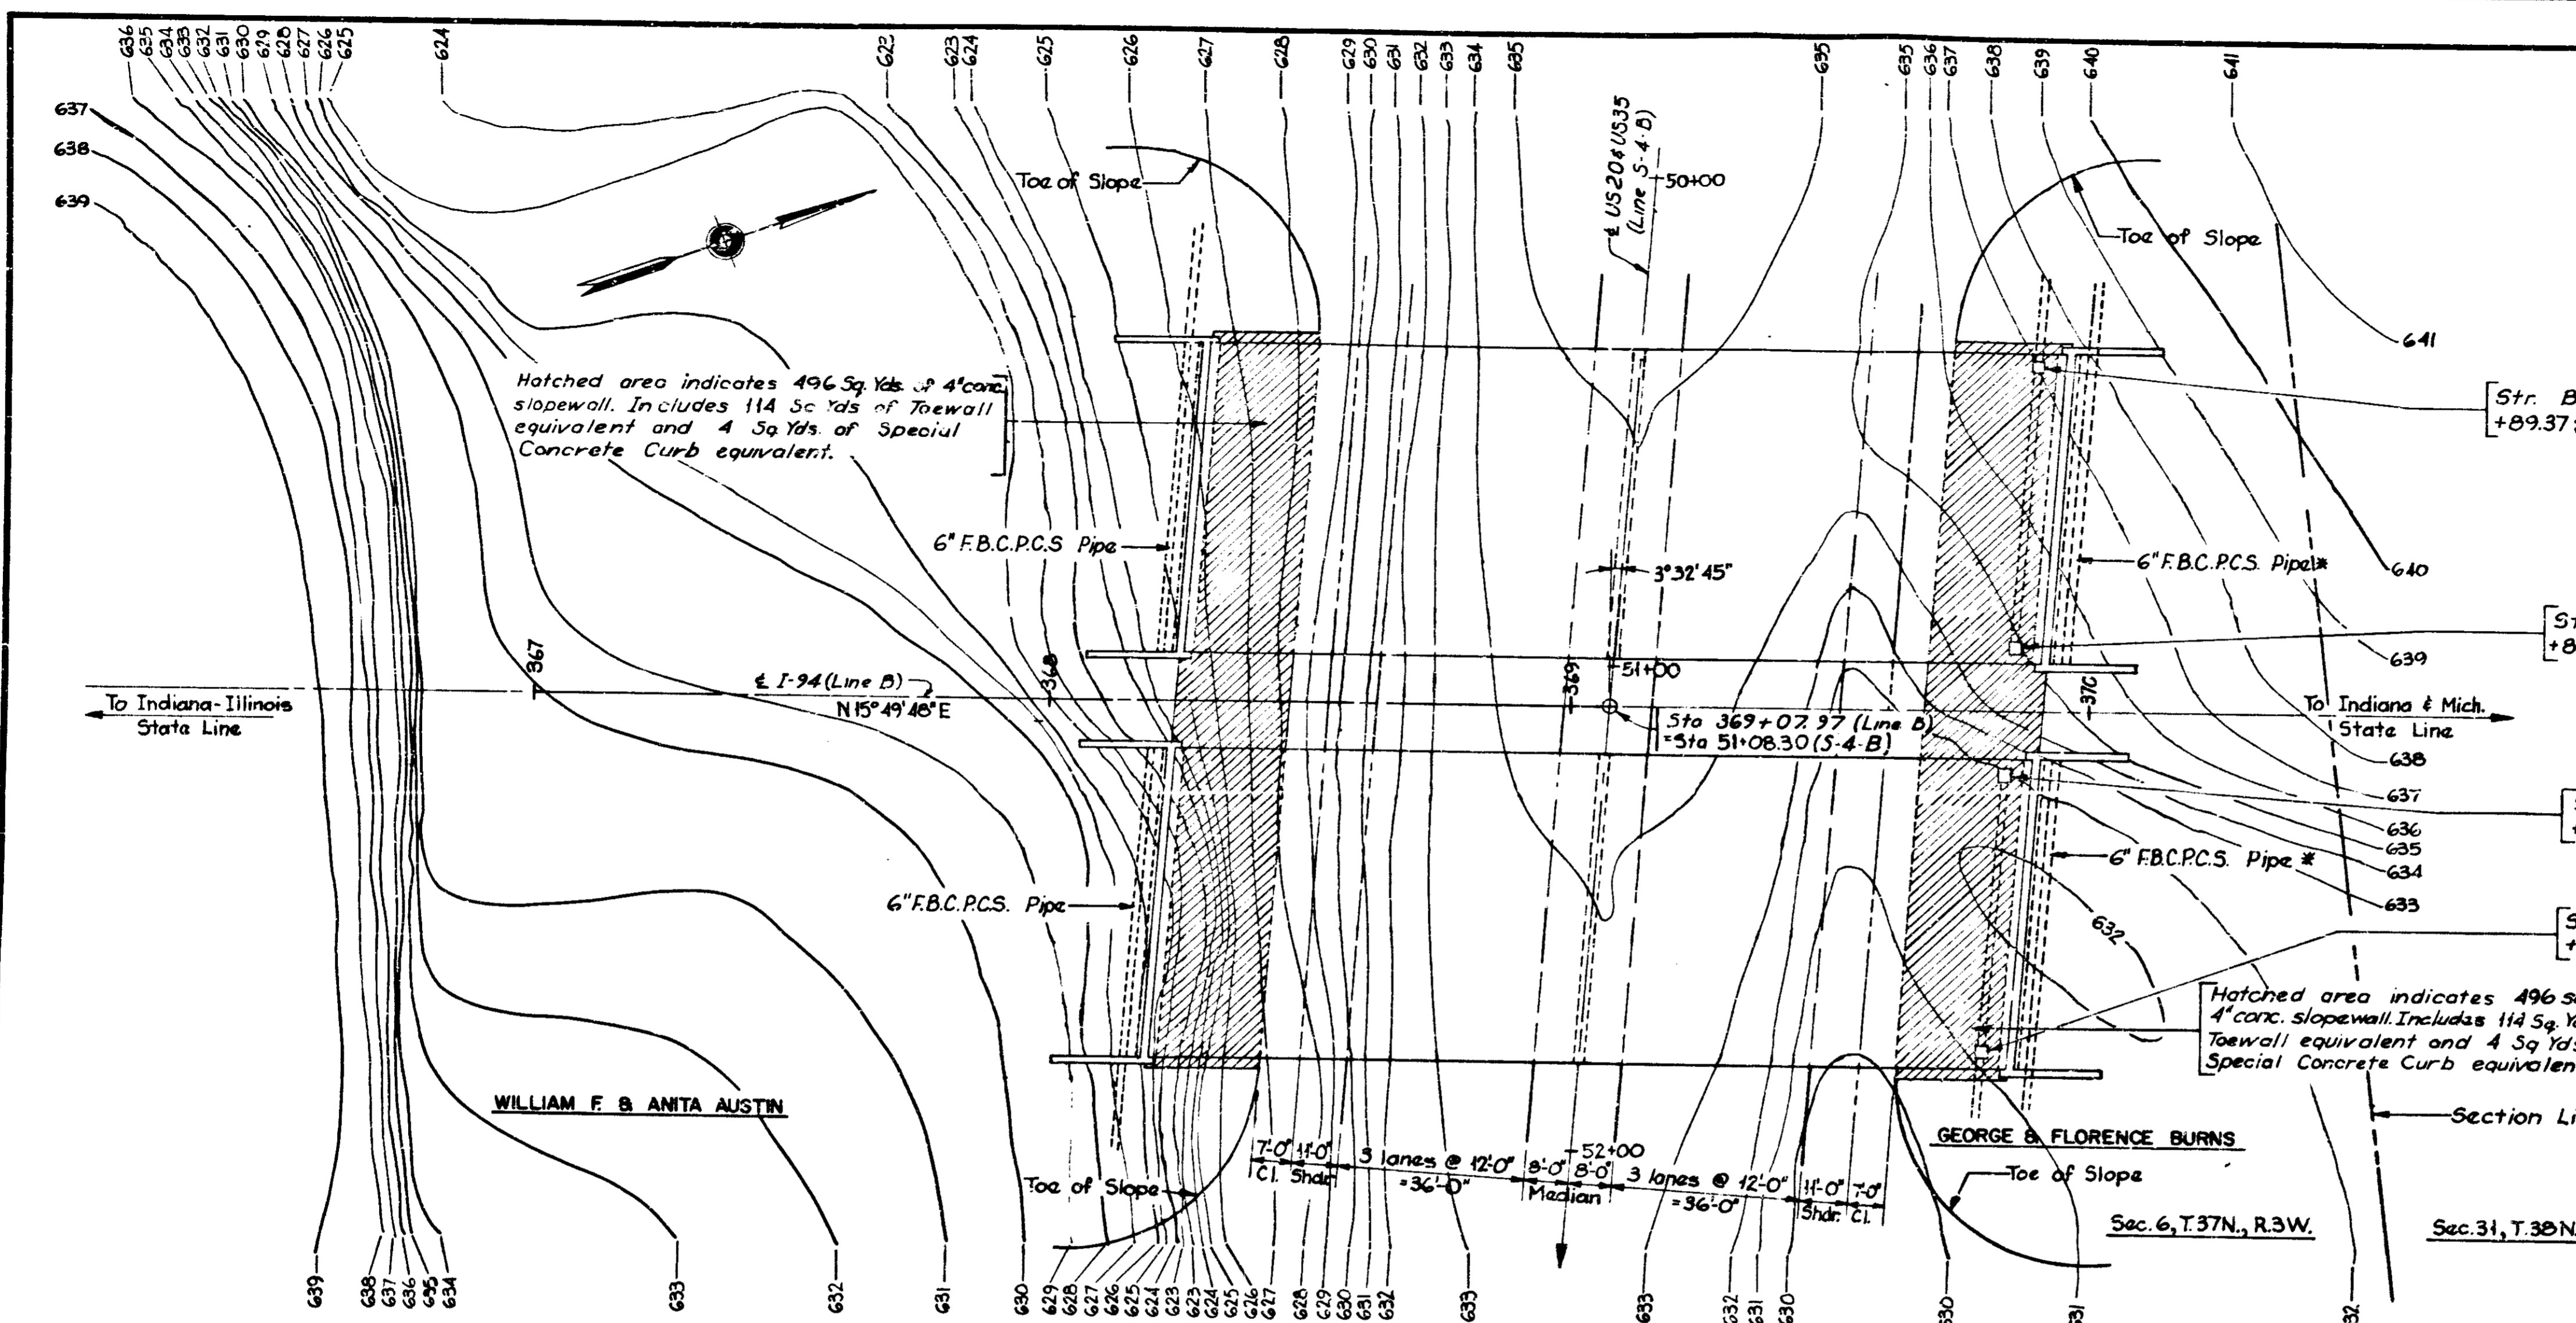 636
635
634
633
632
631
630
629
628
627
626
625
624
623
623
624
625
626
627
628
629
630
631
632
633
634
635
635
635
636
637
638
639
640
641
637
638
639
Toe of Slope
℄ US20 & US35
(Line S-4-B)
50+00
Toe of Slope
641
Hatched area indicates 496 Sq. Yds. of 4" conc.
slopewall. Includes 114 Sq Yds of Toewall
equivalent and 4 Sq. Yds. of Special
Concrete Curb equivalent.
Str. B
+89.37
6" F.B.C.P.C.S Pipe
3°32'45"
6" F.B.C.P.C.S. Pipe*
640
367
368
369
51+00
370
639
℄ I-94 (Line B)
N15°49'48"E
To Indiana-Illinois
State Line
Sta 369+07.97 (Line B)
=Sta 51+08.30 (S-4-B)
To Indiana & Mich.
State Line
638
637
636
635
634
633
6" F.B.C.P.C.S. Pipe
6" F.B.C.P.C.S. Pipe *
632
Hatched area indicates 496
4" conc. slopewall. Includes 114 Sq.
Toewall equivalent and 4 Sq Yds
Special Concrete Curb
WILLIAM F. & ANITA AUSTIN
Section
GEORGE & FLORENCE BURNS
7'-0" 11'-0" 3 lanes @ 12'-0" 8'-0" 8'-0" 3 lanes @ 12'-0" 11'-0" 7'-0"
Cl. Shdr. =36'-0" Median =36'-0" Shdr. Cl.
52+00
Toe of Slope
Toe of Slope
Sec. 6, T.37N., R.3W.
Sec. 31, T.38N.
639
638
637
636
635
634
633
632
631
630
629
628
627
626
625
624
623
623
624
625
626
627
628
629
630
631
632
633
633
632
631
630
630
631